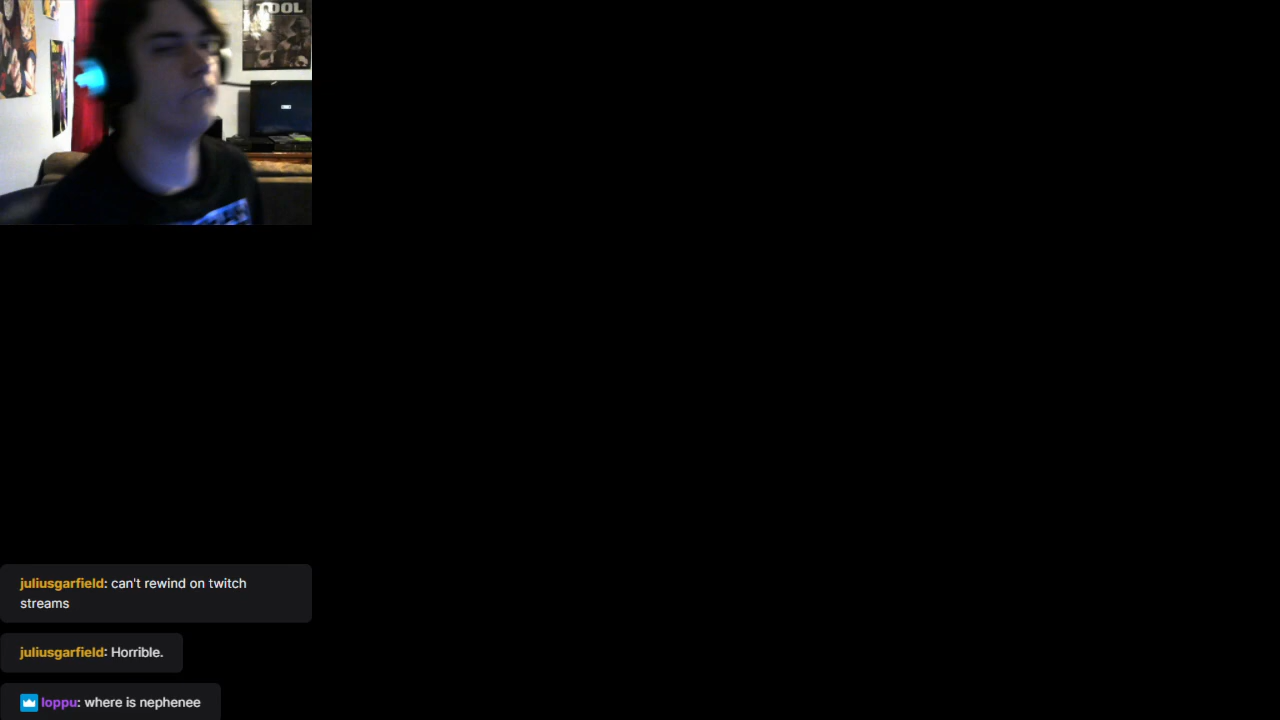 TOOL
juliusgarfield: can't rewind on twitch
streams
juliusgarfield: Horrible.
loppu: where is nephenee